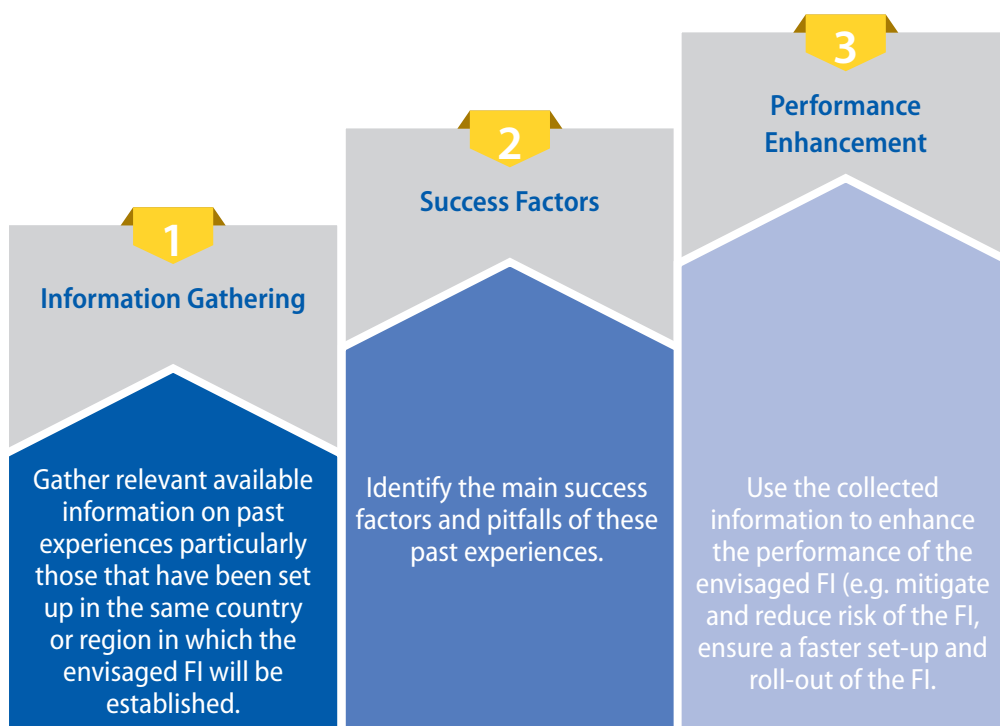 1
Information Gathering
Gather relevant available
information on past
experiences particularly
those that have been set
up in the same country
or region in which the
envisaged FI will be
established.
2
Success Factors
Identify the main success
factors and pitfalls of these
past experiences.
3
Performance
Enhancement
Use the collected
information to enhance
the performance of the
envisaged FI (e.g. mitigate
and reduce risk of the FI,
ensure a faster set-up and
roll-out of the FI.